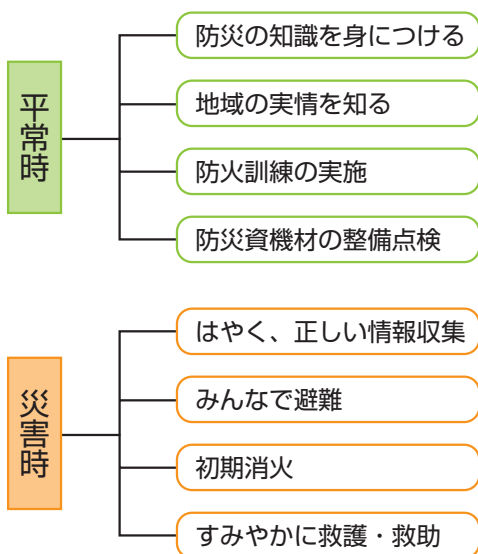 平常時
防災の知識を身につける
地域の実情を知る
防火訓練の実施
防災資機材の整備点検
災害時
はやく、正しい情報収集
みんなで避難
初期消火
すみやかに救護・救助